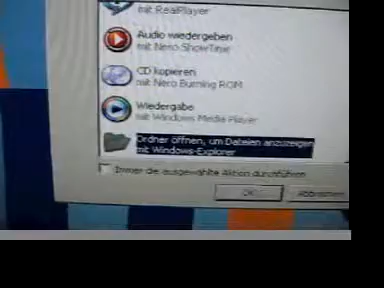 mit RealPlayer
Audio wiedergeben
mit Nero ShowTime
CD kopieren
mit Nero Burning ROM
Wiedergabe
mit Windows Media Player
Ordner öffnen, um Dateien anzuzeigen
mit Windows-Explorer
Immer die ausgewählte Aktion durchführen
OK
Abbrechen